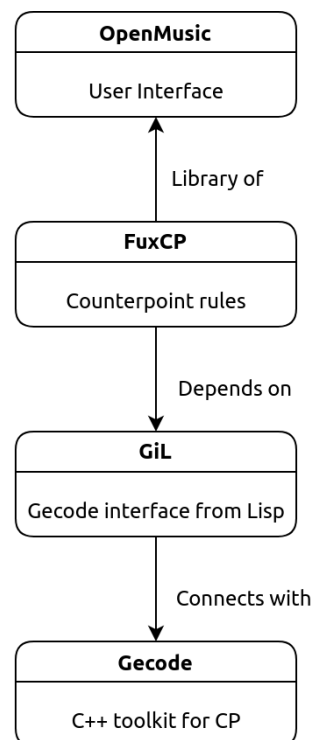 OpenMusic
User Interface
Library of
FuxCP
Counterpoint rules
Depends on
GiL
Gecode interface from Lisp
Connects with
Gecode
C++ toolkit for CP